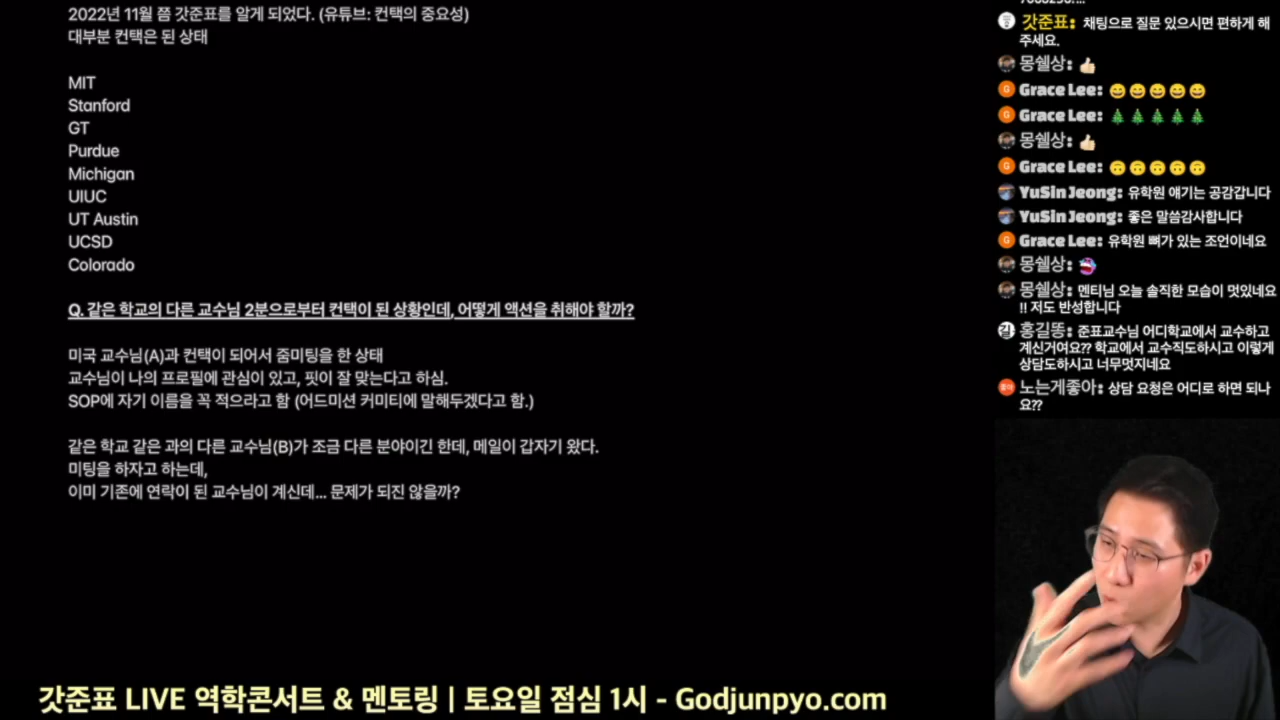 2022년 11월 쯤 갓준표를 알게 되었다. (유튜브: 컨택의 중요성)
대부분 컨택은 된 상태
MIT
Stanford
GT
Purdue
Michigan
UIUC
UT Austin
UCSD
Colorado
Q. 같은 학교의 다른 교수님 2분으로부터 컨택이 된 상황인데, 어떻게 액션을 취해야 할까?
미국 교수님(A)과 컨택이 되어서 줌미팅을 한 상태
교수님이 나의 프로필에 관심이 있고, 핏이 잘 맞는다고 하심.
SOP에 자기 이름을 꼭 적으라고 함 (어드미션 커미티에 말해두겠다고 함.)
같은 학교 같은 과의 다른 교수님(B)가 조금 다른 분야이긴 한데, 메일이 갑자기 왔다.
미팅을 하자고 하는데,
이미 기존에 연락이 된 교수님이 계신데... 문제가 되진 않을까?
갓준표: 채팅으로 질문 있으시면 편하게 해
주세요.
몽쉘상: 👍🏻
Grace Lee: 😄😄😄😄😄
Grace Lee: 🎄🎄🎄🎄🎄
몽쉘상: 👍🏻
Grace Lee: 🙃🙃🙃🙃🙃
YuSin Jeong: 유학원 얘기는 공감갑니다
YuSin Jeong: 좋은 말씀감사합니다
Grace Lee: 유학원 뼈가 있는 조언이네요
몽쉘상:
몽쉘상: 멘티님 오늘 솔직한 모습이 멋있네요
!! 저도 반성합니다
홍길똥: 준표교수님 어디학교에서 교수하고
계신거여요?? 학교에서 교수직도하시고 이렇게
상담도하시고 너무멋지네요
노는게좋아: 상담 요청은 어디로 하면 되나
요??
갓준표 LIVE 역학콘서트 & 멘토링 | 토요일 점심 1시 - Godjunpyo.com